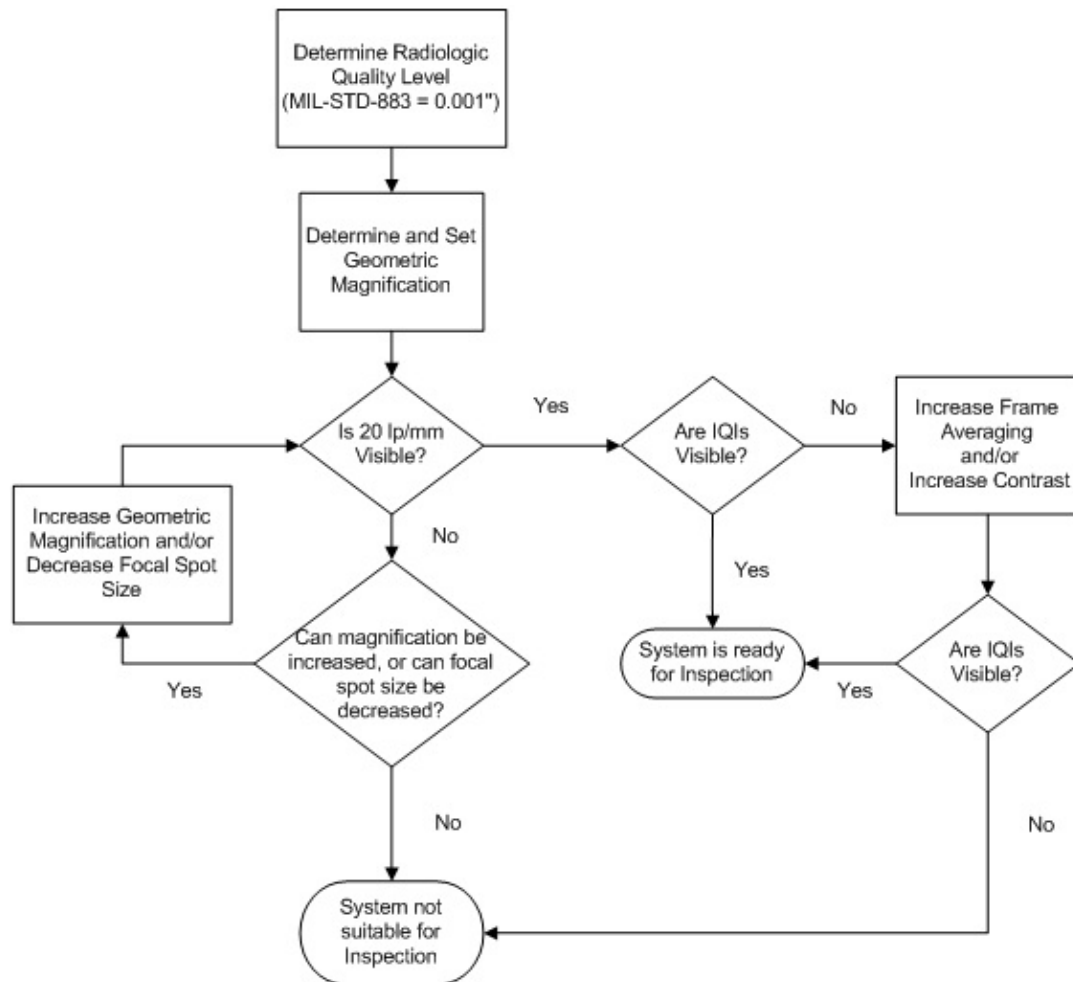 Determine Radiologic
Quality Level
(MIL-STD-883 = 0.001")
Determine and Set
Geometric
Magnification
Is 20 lp/mm
Visible?
Yes
Are IQIs
Visible?
No
Increase Frame
Averaging
and/or
Increase Contrast
Increase Geometric
Magnification and/or
Decrease Focal Spot
Size
No
Yes
Can magnification be
increased, or can focal
spot size be
decreased?
Yes
System is ready
for Inspection
Are IQIs
Visible?
Yes
No
No
System not
suitable for
Inspection